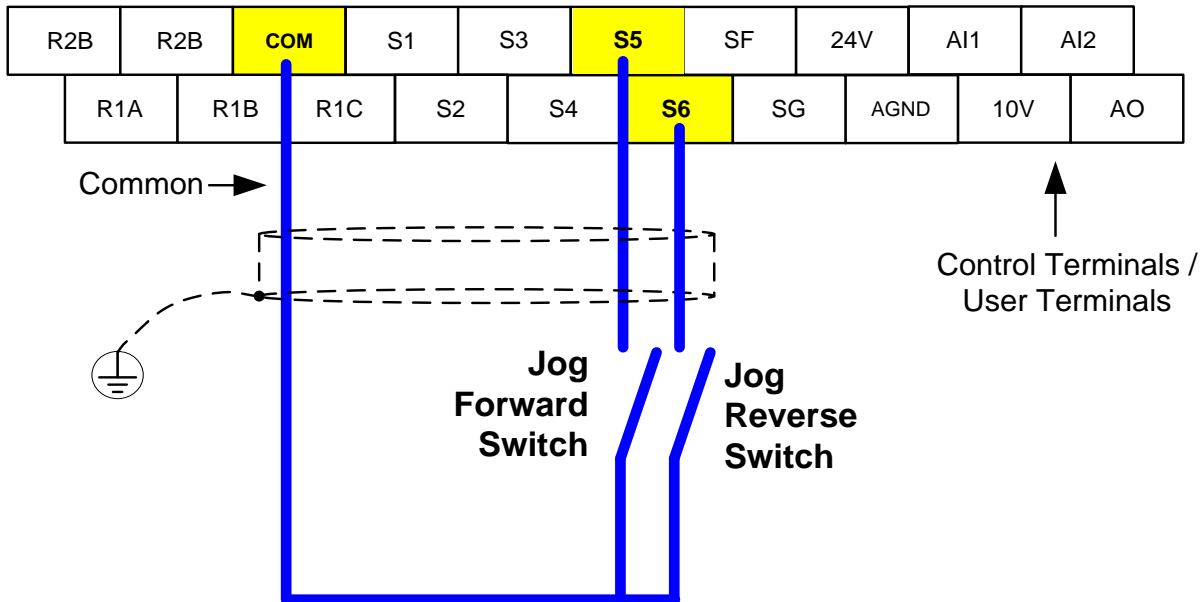 R2B R2B COM S1 S3 S5 SF 24V AI1 AI2
R1A R1B R1C S2 S4 S6 SG AGND 10V AO
Common
Control Terminals /
User Terminals
Jog
Forward
Switch
Jog
Reverse
Switch